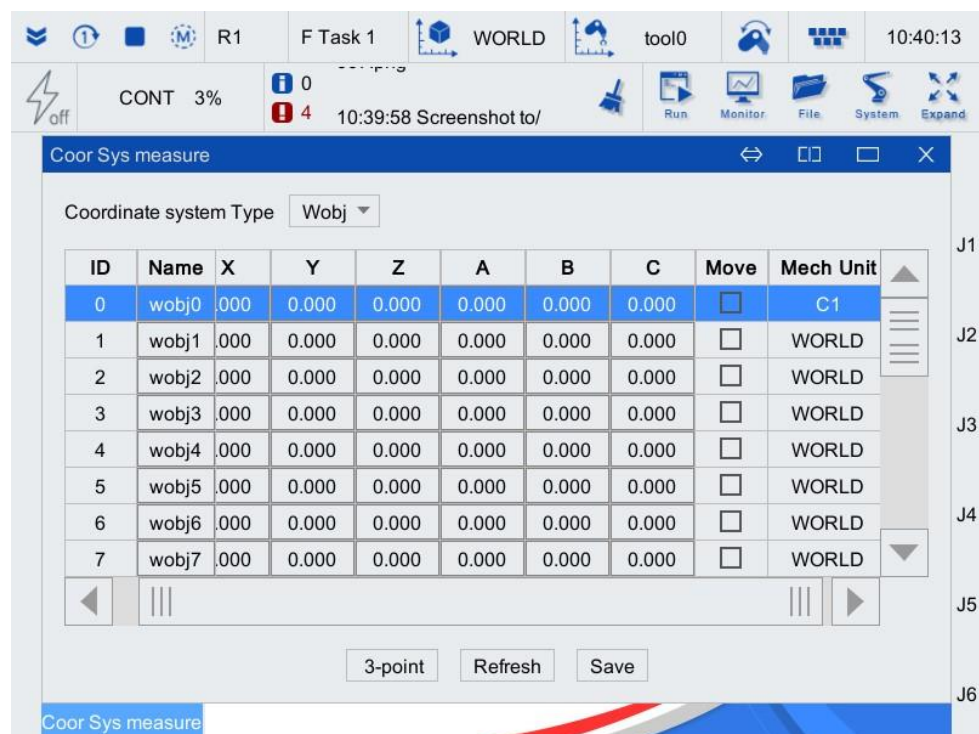 1 M R1 F Task 1 WORLD tool0 10:40:13
off CONT 3% i 0
! 4 10:39:58 Screenshot to/ Run Monitor File System Expand
Coor Sys measure
Coordinate system Type Wobj
ID Name X Y Z A B C Move Mech Unit
0 wobj0 .000 0.000 0.000 0.000 0.000 0.000 C1
1 wobj1 .000 0.000 0.000 0.000 0.000 0.000 WORLD
2 wobj2 .000 0.000 0.000 0.000 0.000 0.000 WORLD
3 wobj3 .000 0.000 0.000 0.000 0.000 0.000 WORLD
4 wobj4 .000 0.000 0.000 0.000 0.000 0.000 WORLD
5 wobj5 .000 0.000 0.000 0.000 0.000 0.000 WORLD
6 wobj6 .000 0.000 0.000 0.000 0.000 0.000 WORLD
7 wobj7 .000 0.000 0.000 0.000 0.000 0.000 WORLD
3-point Refresh Save
J1
J2
J3
J4
J5
J6
Coor Sys measure